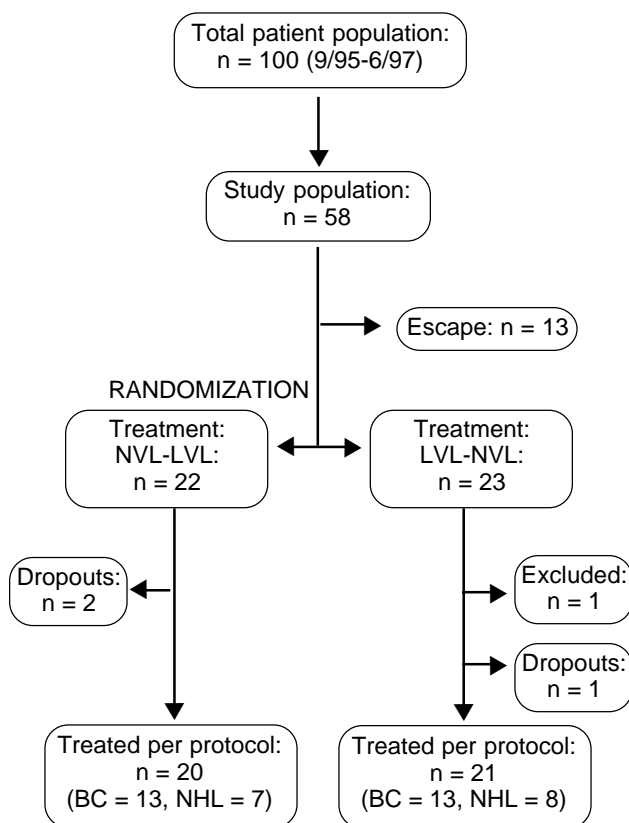 Total patient population:
n = 100 (9/95-6/97)
Study population:
n = 58
Escape: n = 13
RANDOMIZATION
Treatment:
NVL-LVL:
n = 22
Treatment:
LVL-NVL:
n = 23
Dropouts:
n = 2
Excluded:
n = 1
Dropouts:
n = 1
Treated per protocol:
n = 20
(BC = 13, NHL = 7)
Treated per protocol:
n = 21
(BC = 13, NHL = 8)